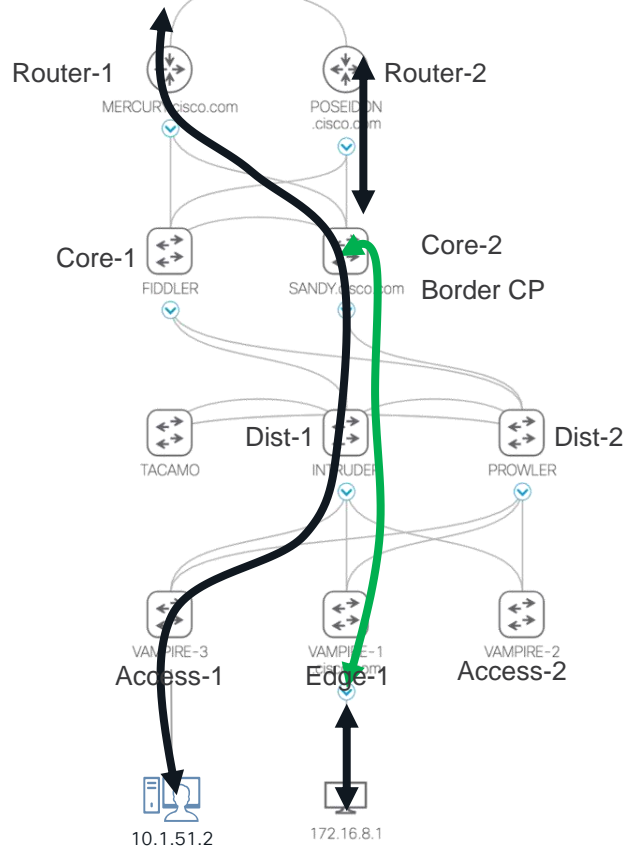 Router-1
Router-2
MERCURY.cisco.com
POSEIDON
.cisco.com
Core-1
Core-2
FIDDLER
SANDY.cisco.com
Border CP
Dist-1
Dist-2
TACAMO
INTRUDER
PROWLER
VAMPIRE-3
VAMPIRE-1
VAMPIRE-2
.cisco.com
Access-1
Edge-1
Access-2
10.1.51.2
172.16.8.1